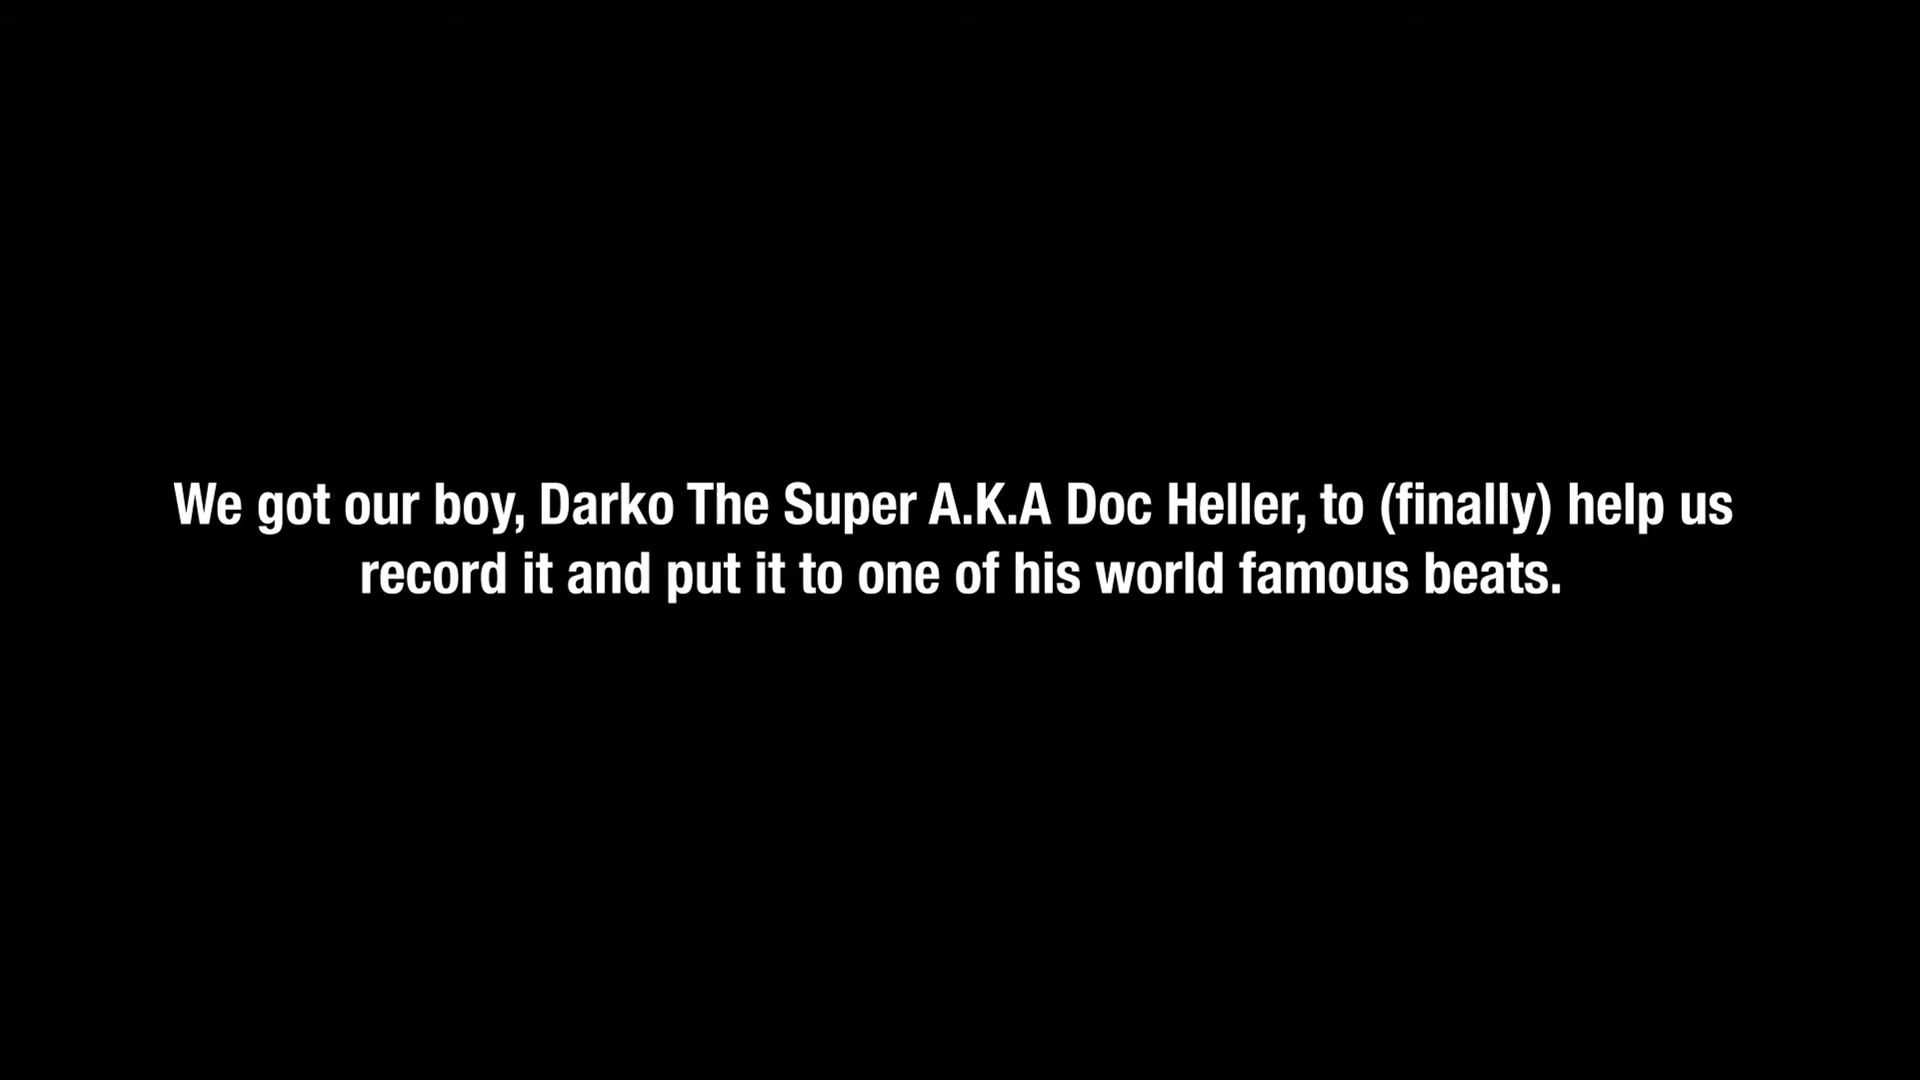 We got our boy, Darko The Super A.K.A Doc Heller, to (finally) help us
record it and put it to one of his world famous beats.